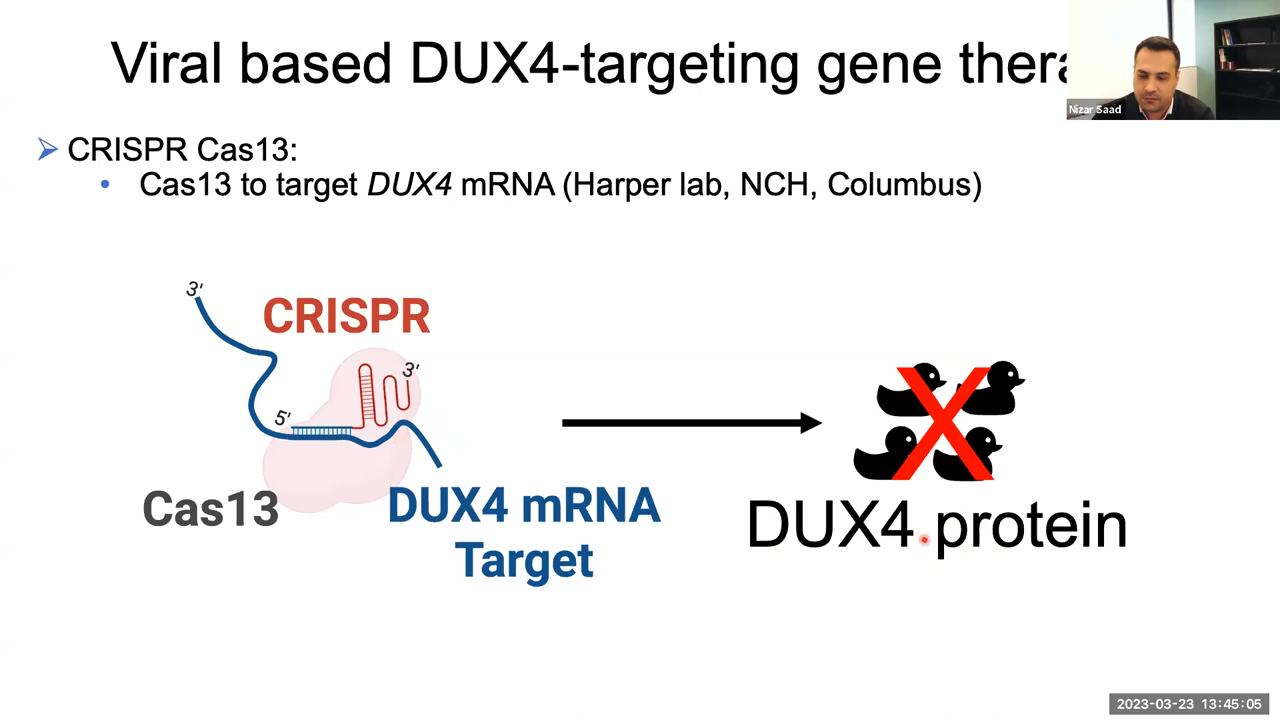 Viral based DUX4-targeting gene thera
Nizar Saad
➢ CRISPR Cas13:
• Cas13 to target DUX4 mRNA (Harper lab, NCH, Columbus)
3'
CRISPR
3'
5'
Cas13
DUX4 mRNA
Target
DUX4 protein
2023-03-23 13:45:05